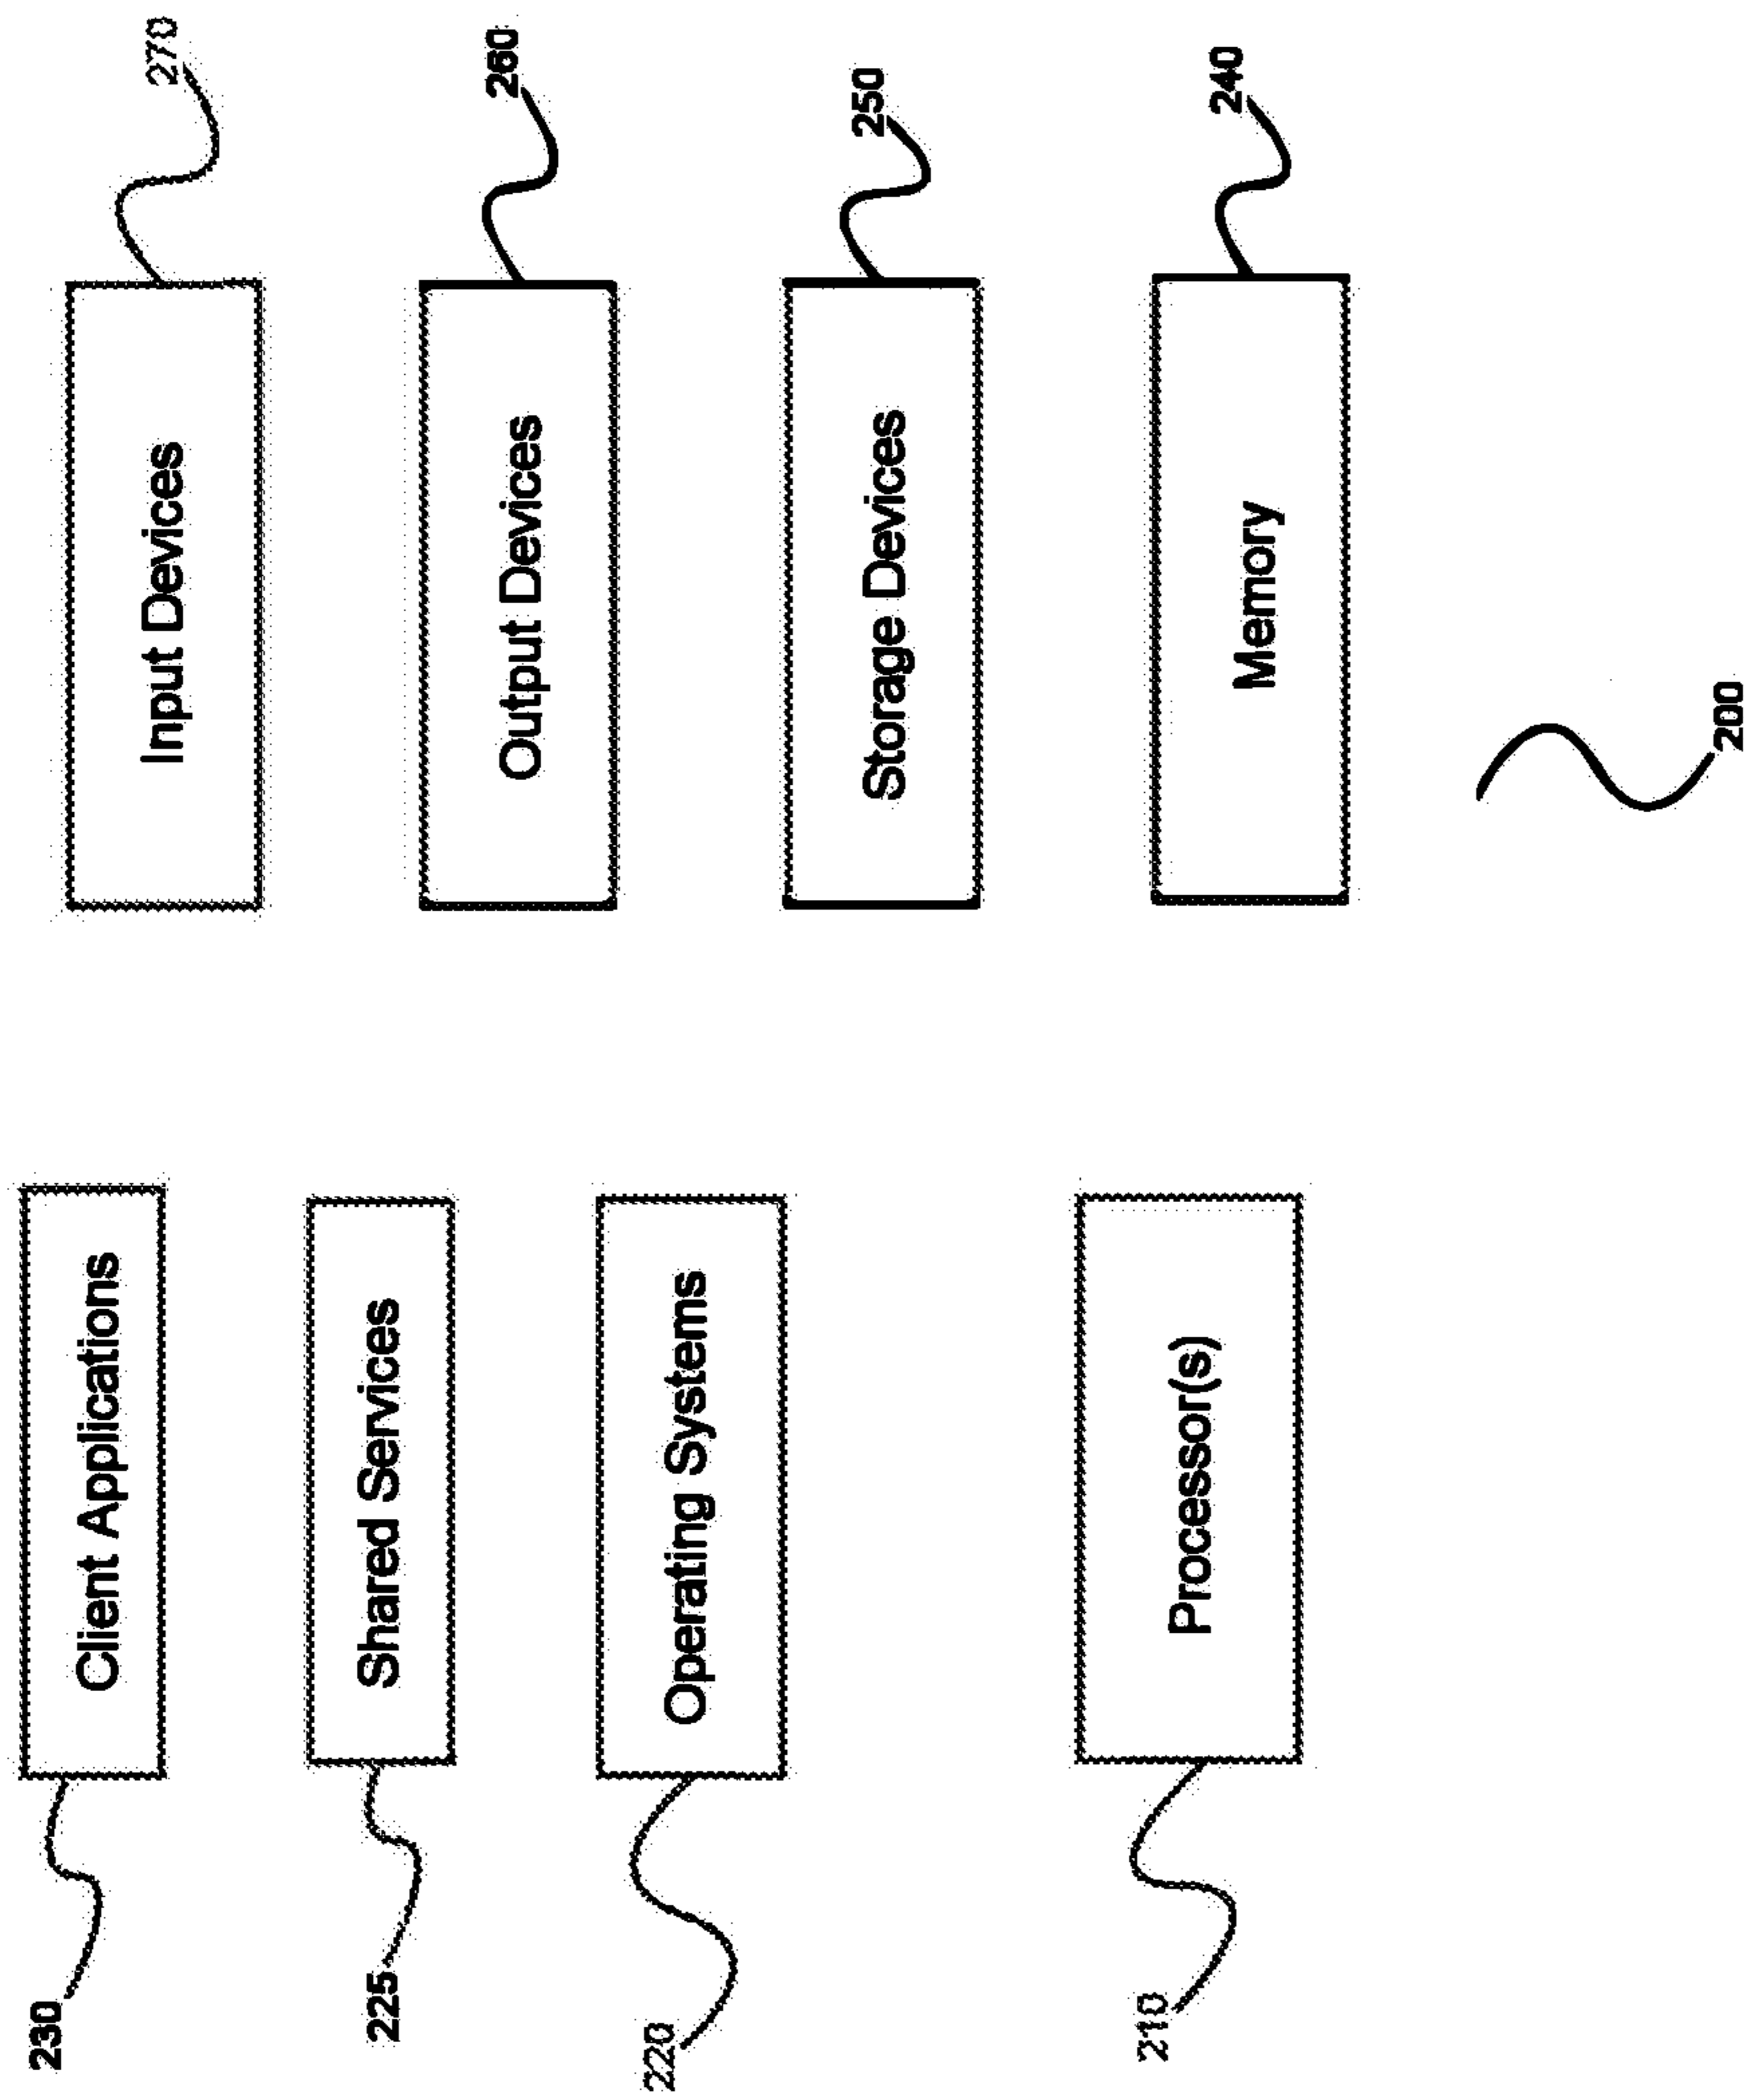 230
Client Applications
Input Devices
270
225
Shared Services
Output Devices
260
220
Operating Systems
Storage Devices
250
210
Processor(s)
Memory
240
200